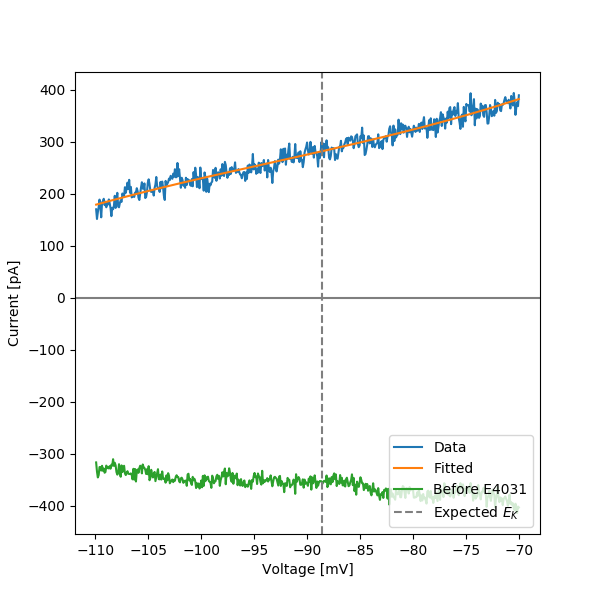 400
300
200
100
0
−100
−200
−300
−400
Current [pA]
−110 −105 −100 −95 −90 −85 −80 −75 −70
Voltage [mV]
Data
Fitted
Before E4031
Expected E_K